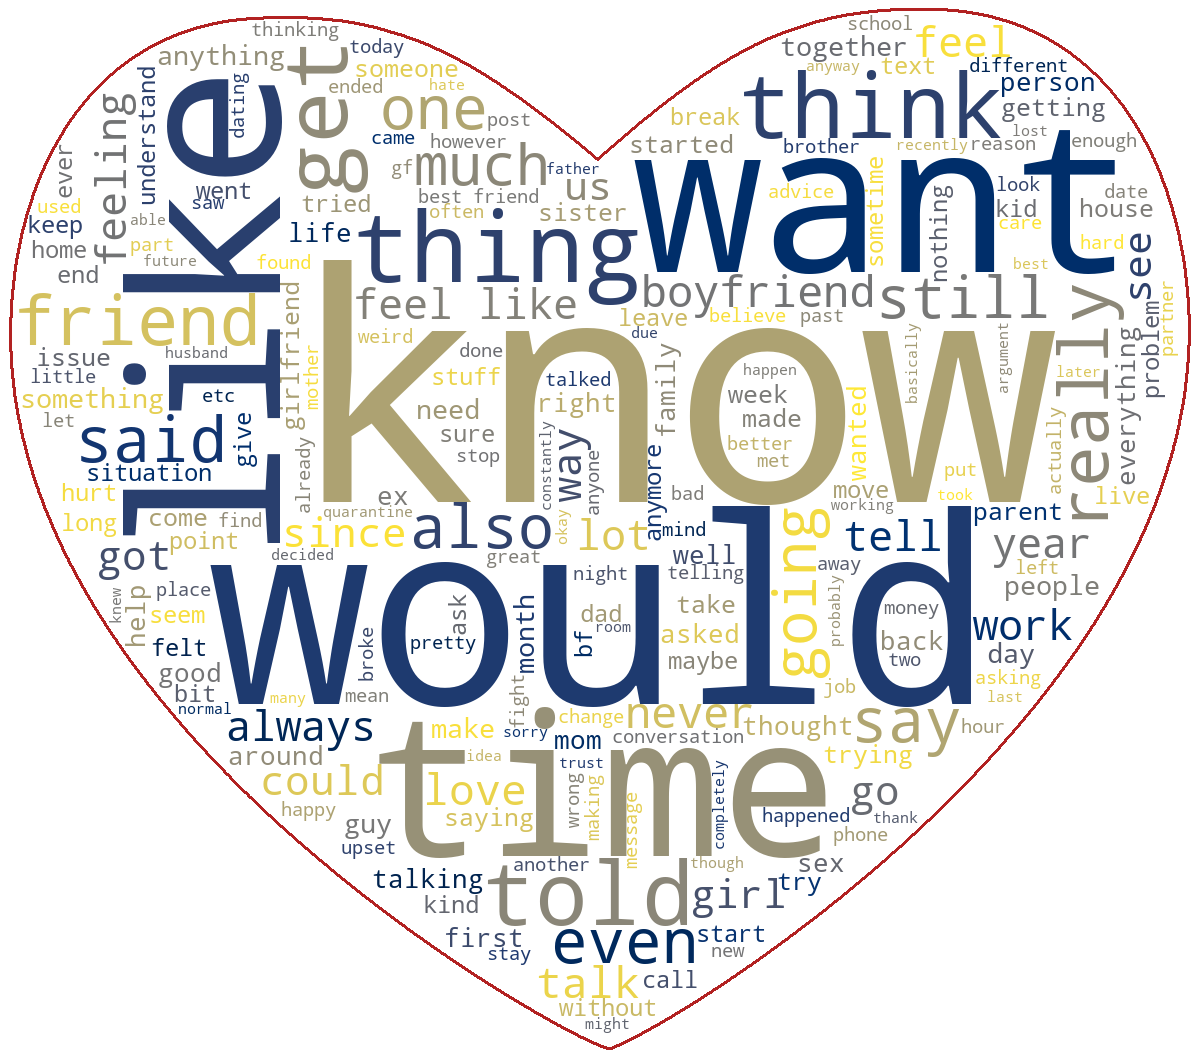 thinking
school
today
anything
together
feel
someone
anyway
text
different
like
get
dating
understand
ended
hate
think
person
one
getting
feeling
post
break
came
however
started
brother
lost
recently
reason
enough
much
want
ever
went
gf
father
us
best friend
advice
sometime
look
date
used
saw
tried
often
sister
nothing
kid
house
able
keep
life
thing
care
part
home
hard
see
future
found
end
best
friend
girlfriend
feel like
boyfriend
still
really
leave
believe
past
due
know
weird
issue
husband
mother
done
family
basically
argument
everything
problem
partner
little
talked
happen
later
something
etc
stuff
right
week
wanted
let
need
made
said
give
sure
way
better
situation
already
stop
constantly
anyone
anymore
met
put
actually
hurt
ex
bad
move
took
live
quarantine
working
long
come
find
since
also
okay
lot
mind
going
tell
parent
point
got
decided
great
well
year
would
night
telling
away
left
people
knew
help
place
seem
ask
month
dad
take
probably
money
room
asked
work
felt
broke
pretty
bf
back
day
good
maybe
two
bit
mean
job
asking
many
last
normal
fight
change
never
always
make
sorry
thought
say
hour
time
mom
conversation
around
idea
trust
trying
could
love
wrong
making
completely
go
happy
saying
message
happened
thank
guy
phone
upset
another
though
sex
talking
told
girl
try
kind
first
even
start
stay
new
talk
call
without
might